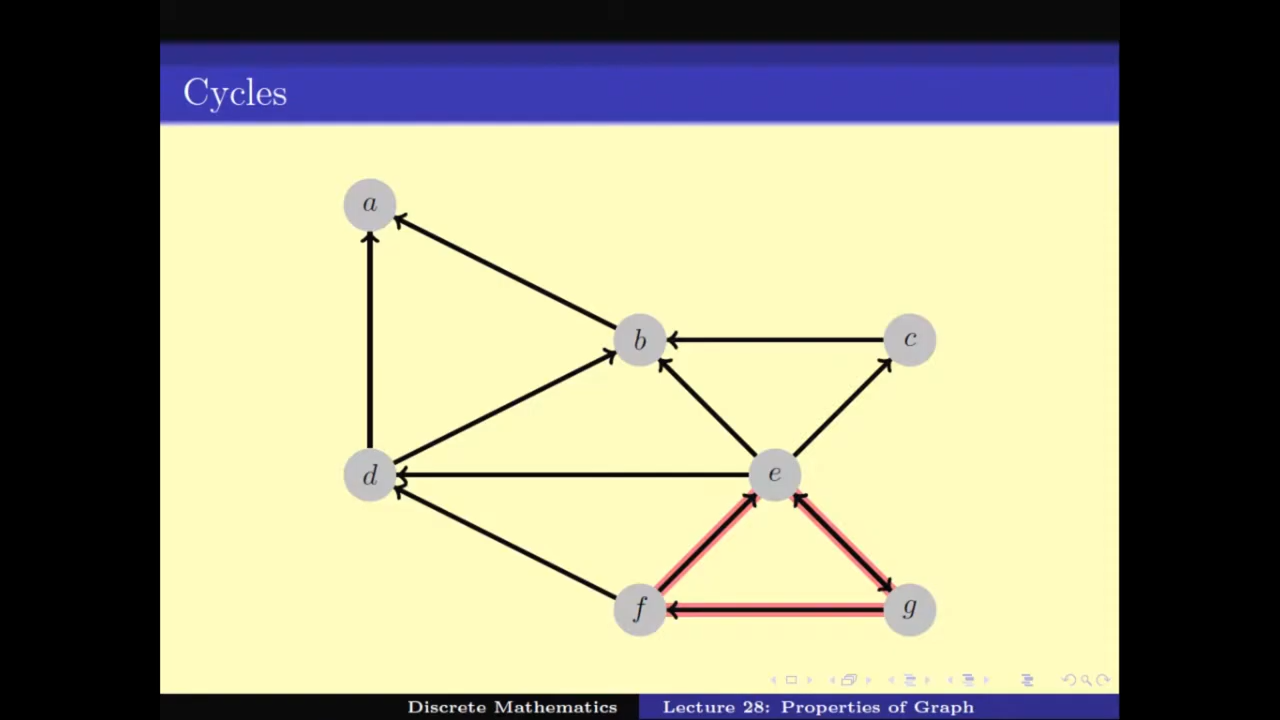 Cycles
a
b
c
d
e
f
g
Discrete Mathematics
Lecture 28: Properties of Graph